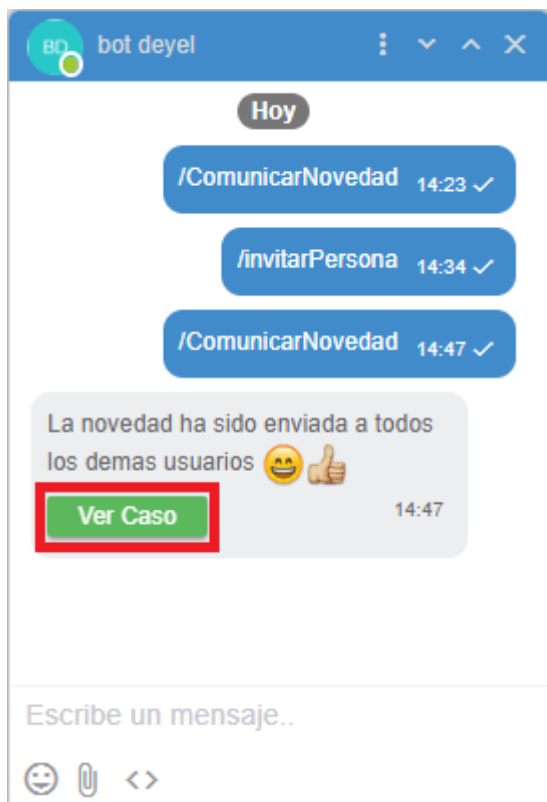 BD bot deyel
Hoy
/ComunicarNovedad 14:23
/invitarPersona 14:34
/ComunicarNovedad 14:47
La novedad ha sido enviada a todos
los demas usuarios
Ver Caso 14:47
Escribe un mensaje..